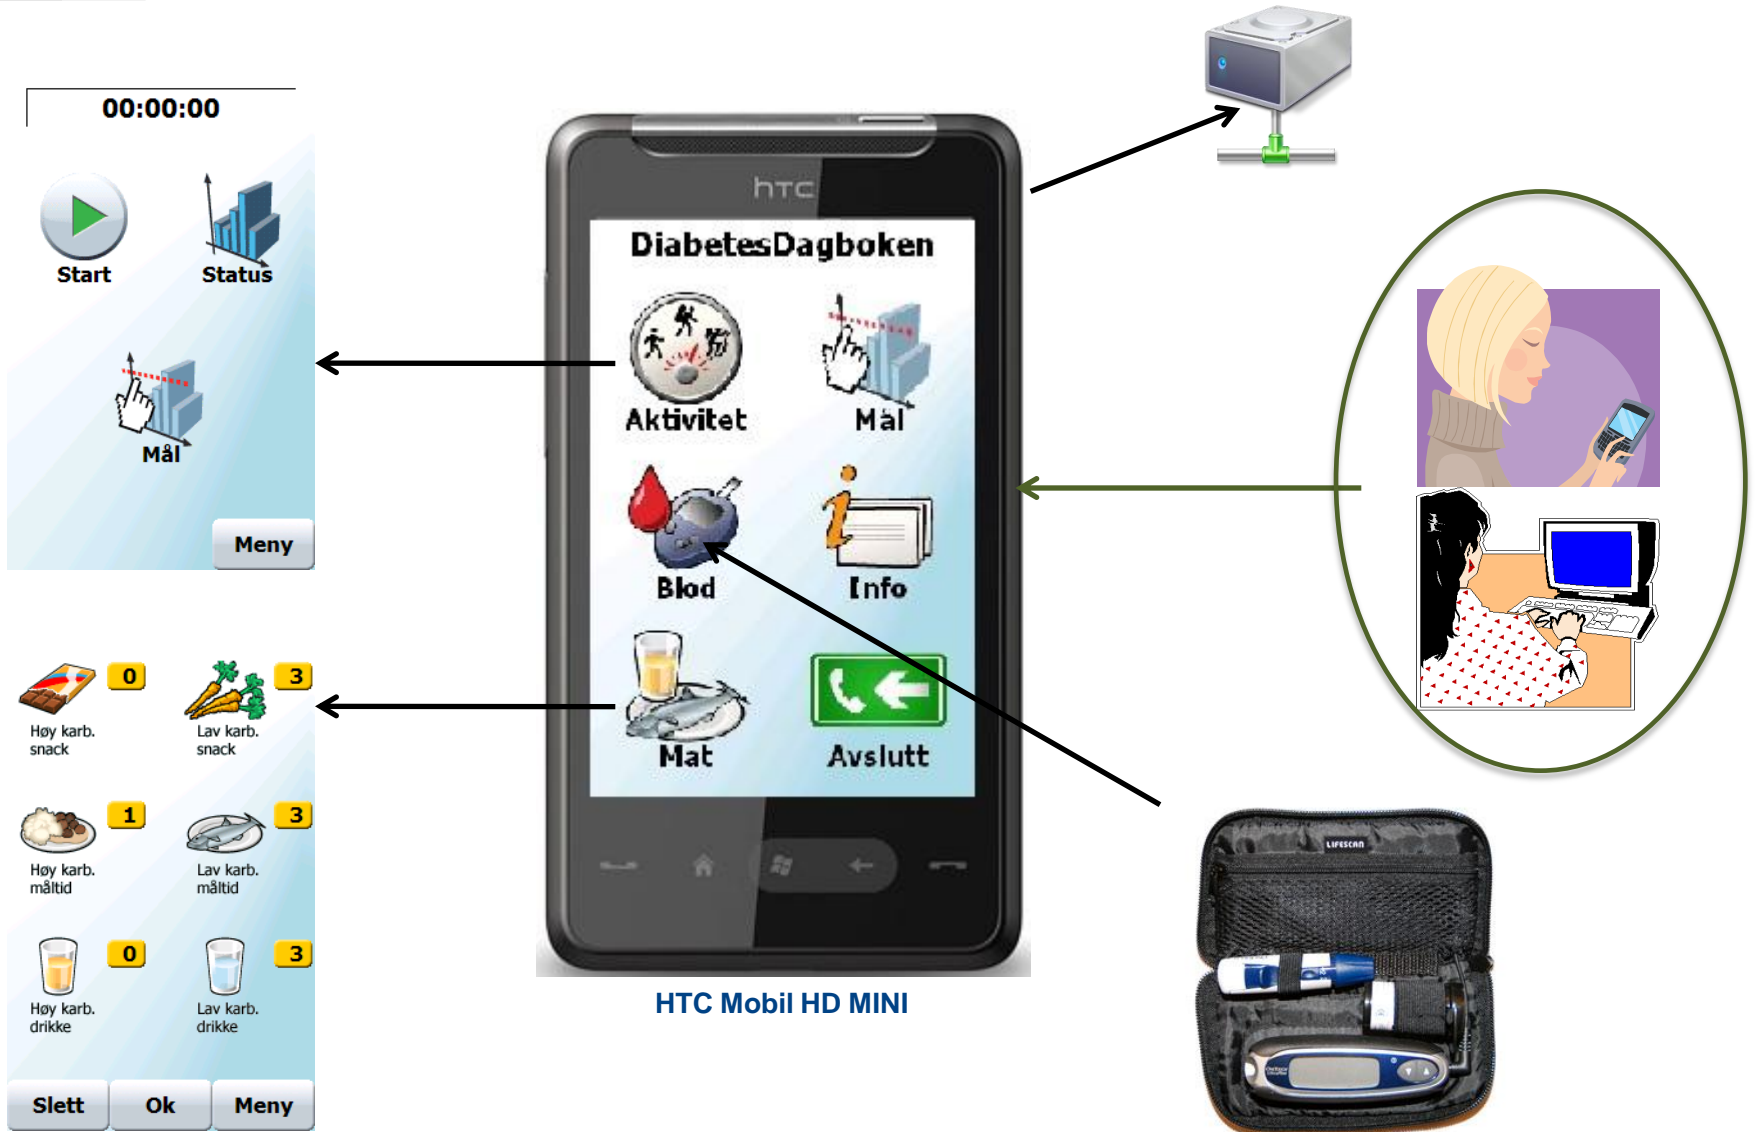 00:00:00
Start
Status
Mål
Meny
0
3
Høy karb.
snack
Lav karb.
snack
1
3
Høy karb.
måltid
Lav karb.
måltid
0
3
Høy karb.
drikke
Lav karb.
drikke
Slett
Ok
Meny
hTC
DiabetesDagboken
Aktivitet
Mål
Blod
Info
Mat
Avslutt
HTC Mobil HD MINI
LIFESCAN